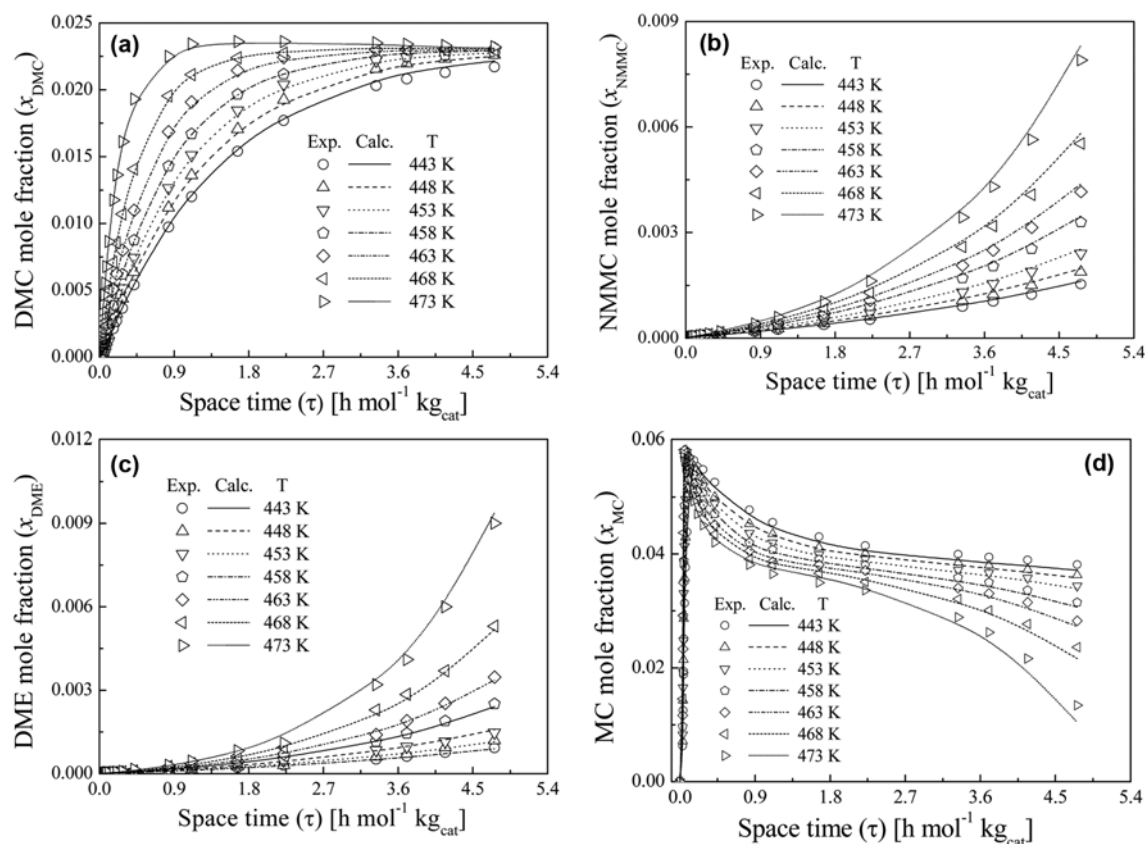 (a)
DMC mole fraction (x_DMC)
0.025
0.020
0.015
0.010
0.005
0.000
Exp. Calc. T
443 K
448 K
453 K
458 K
463 K
468 K
473 K
0.0 0.9 1.8 2.7 3.6 4.5 5.4
Space time (τ) [h mol⁻¹ kg_cat]
(b)
NMMC mole fraction (x_NMMC)
0.009
0.006
0.003
0.000
Exp. Calc. T
443 K
448 K
453 K
458 K
463 K
468 K
473 K
0.0 0.9 1.8 2.7 3.6 4.5 5.4
Space time (τ) [h mol⁻¹ kg_cat]
(c)
DME mole fraction (x_DME)
0.012
0.009
0.006
0.003
0.000
Exp. Calc. T
443 K
448 K
453 K
458 K
463 K
468 K
473 K
0.0 0.9 1.8 2.7 3.6 4.5 5.4
Space time (τ) [h mol⁻¹ kg_cat]
(d)
MC mole fraction (x_MC)
0.06
0.04
0.02
0.00
Exp. Calc. T
443 K
448 K
453 K
458 K
463 K
468 K
473 K
0.0 0.9 1.8 2.7 3.6 4.5 5.4
Space time (τ) [h mol⁻¹ kg_cat]